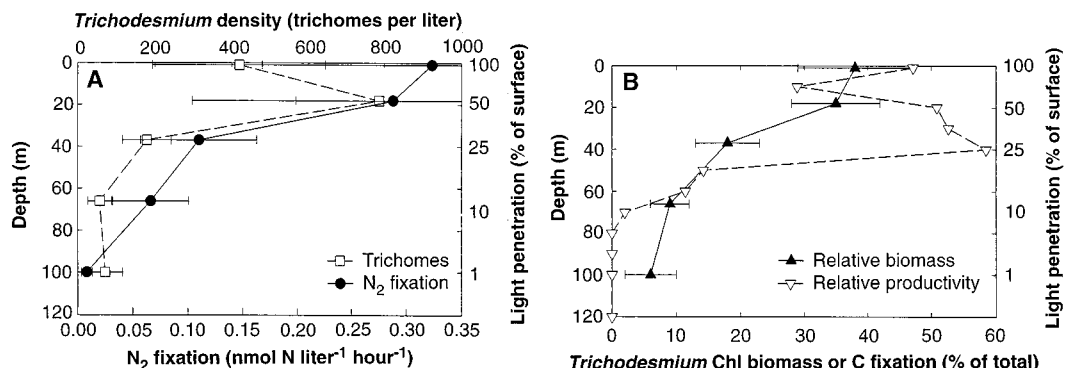 Trichodesmium density (trichomes per liter)
0 200 400 600 800 1000
A
0
20
40
60
80
100
120
Depth (m)
100
50
25
10
1
Light penetration (% of surface)
Trichomes
N₂ fixation
0.00 0.05 0.10 0.15 0.20 0.25 0.30 0.35
N₂ fixation (nmol N liter⁻¹ hour⁻¹)
B
0
20
40
60
80
100
120
Depth (m)
100
50
25
10
1
Light penetration (% of surface)
Relative biomass
Relative productivity
0 10 20 30 40 50 60
Trichodesmium Chl biomass or C fixation (% of total)